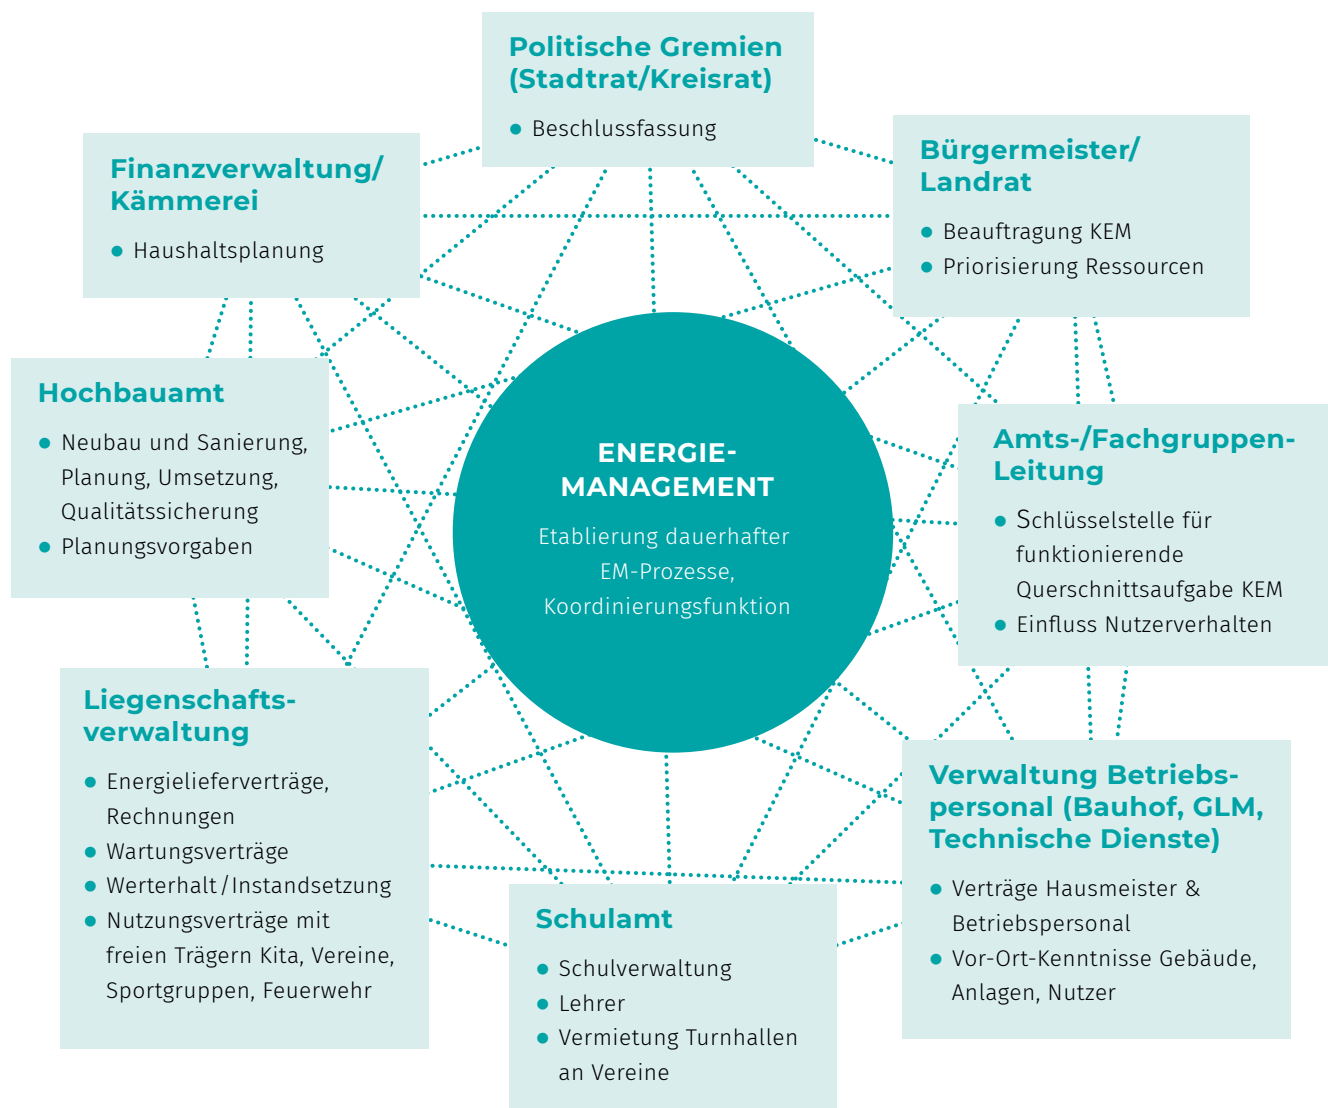 Politische Gremien
(Stadtrat/Kreisrat)
• Beschlussfassung
Finanzverwaltung/
Kämmerei
• Haushaltsplanung
Bürgermeister/
Landrat
• Beauftragung KEM
• Priorisierung Ressourcen
Hochbauamt
• Neubau und Sanierung,
Planung, Umsetzung,
Qualitätssicherung
• Planungsvorgaben
ENERGIE-
MANAGEMENT
Etablierung dauerhafter
EM-Prozesse,
Koordinierungsfunktion
Amts-/Fachgruppen-
Leitung
• Schlüsselstelle für
funktionierende
Querschnittsaufgabe KEM
• Einfluss Nutzerverhalten
Liegenschafts-
verwaltung
• Energielieferverträge,
Rechnungen
• Wartungsverträge
• Werterhalt / Instandsetzung
• Nutzungsverträge mit
freien Trägern Kita, Vereine,
Sportgruppen, Feuerwehr
Schulamt
• Schulverwaltung
• Lehrer
• Vermietung Turnhallen
an Vereine
Verwaltung Betriebs-
personal (Bauhof, GLM,
Technische Dienste)
• Verträge Hausmeister &
Betriebspersonal
• Vor-Ort-Kenntnisse Gebäude,
Anlagen, Nutzer